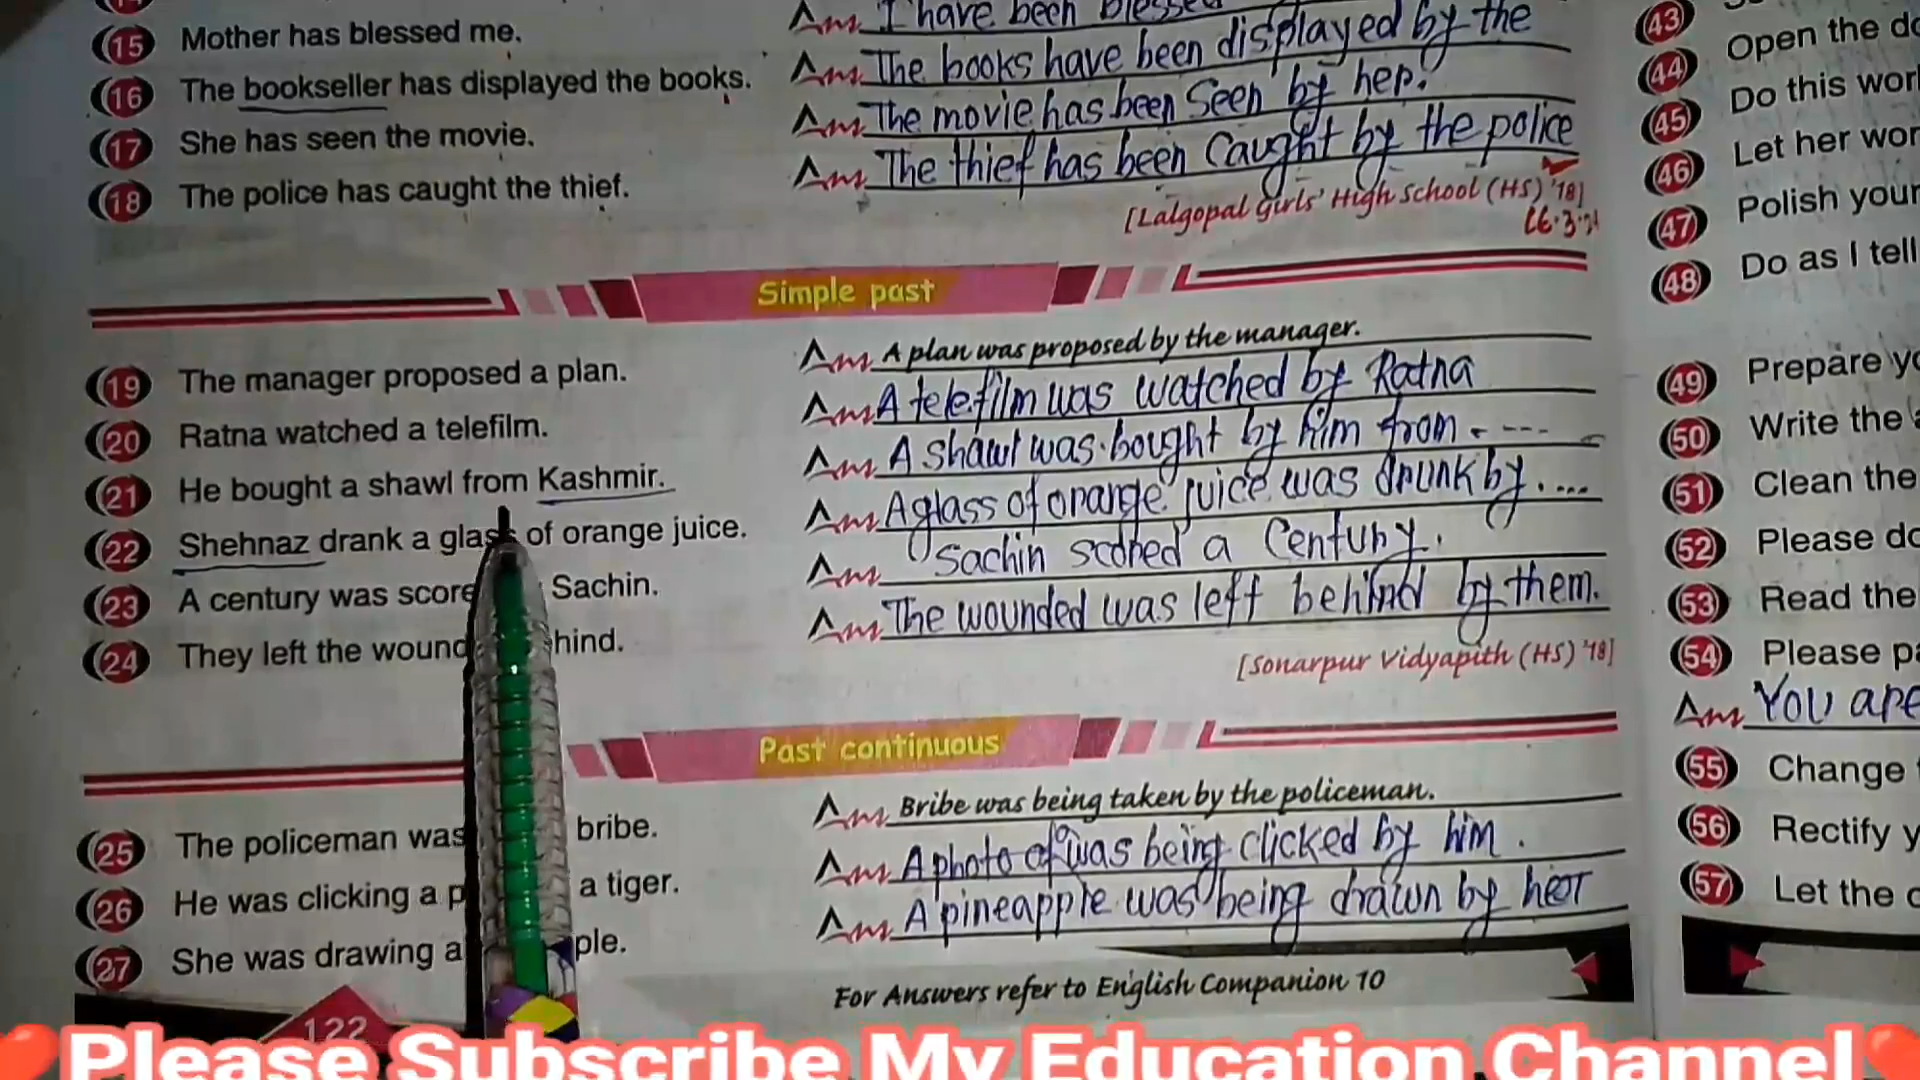 15 Mother has blessed me.
Ans I have been blessed
16 The bookseller has displayed the books.
Ans The books have been displayed by the
17 She has seen the movie.
Ans The movie has been seen by her.
18 The police has caught the thief.
Ans The thief has been caught by the police
[Lalgopal Girls' High School (HS) '18]
Simple past
19 The manager proposed a plan.
Ans A plan was proposed by the manager.
20 Ratna watched a telefilm.
Ans A telefilm was watched by Ratna
21 He bought a shawl from Kashmir.
Ans A shawl was bought by him from . ---
22 Shehnaz drank a glass of orange juice.
Ans A glass of orange juice was drunk by ....
23 A century was score Sachin.
Ans Sachin scored a Century.
24 They left the wound hind.
Ans The wounded was left behind by them.
[Sonarpur Vidyapith (HS) '18]
Past continuous
25 The policeman was bribe.
Ans Bribe was being taken by the policeman.
26 He was clicking a p a tiger.
Ans A photo of was being clicked by him.
27 She was drawing a ple.
Ans A pineapple was being drawn by her
For Answers refer to English Companion 10
122
43
44 Open the do
45 Do this wor
46 Let her wor
47 Polish your
48 Do as I tell
49 Prepare yo
50 Write the a
51 Clean the
52 Please do
53 Read the
54 Please pa
Ans You are
55 Change
56 Rectify y
57 Let the c
Please Subscribe My Education Channel